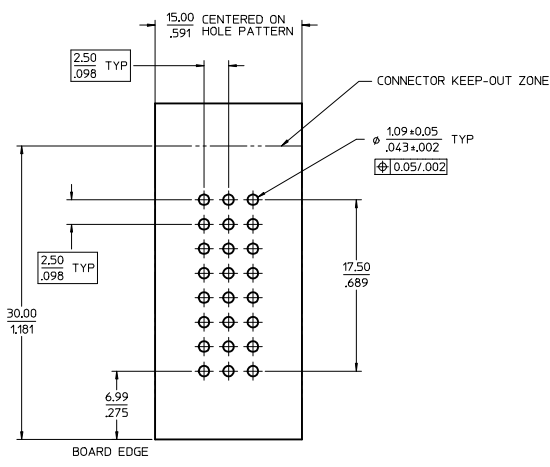 15.00 CENTERED ON
.591 HOLE PATTERN
2.50 TYP
.098
CONNECTOR KEEP-OUT ZONE
⌀ 1.09±0.05 TYP
.043±.002
⌖ 0.05/.002
2.50 TYP
.098
17.50
.689
30.00
1.181
6.99
.275
BOARD EDGE